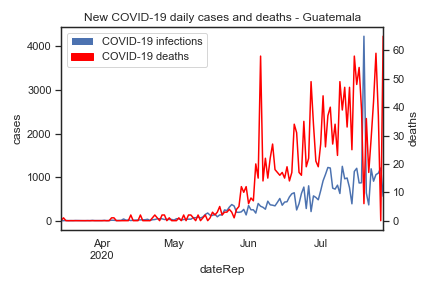 New COVID-19 daily cases and deaths - Guatemala
COVID-19 infections
COVID-19 deaths
cases
4000
3000
2000
1000
0
deaths
60
50
40
30
20
10
0
Apr
2020
May
Jun
Jul
dateRep